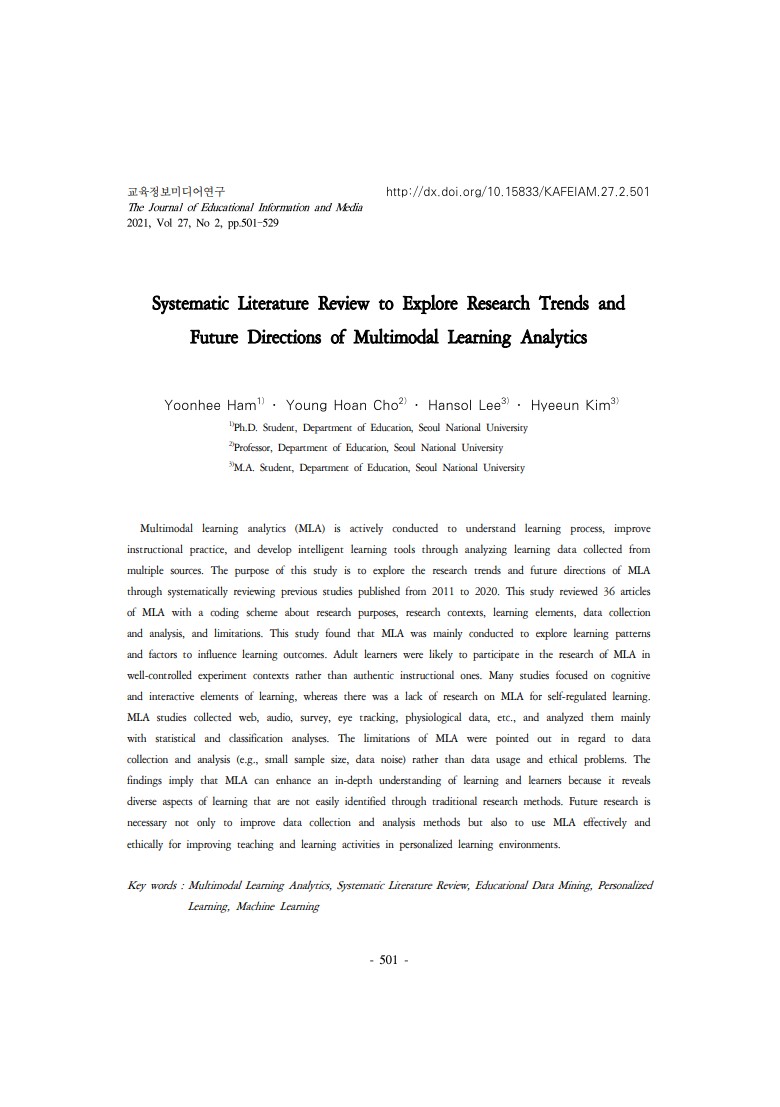 교육정보미디어연구 http://dx.doi.org/10.15833/KAFEIAM.27.2.501
The Journal of Educational Information and Media
2021, Vol 27, No 2, pp.501-529
Systematic Literature Review to Explore Research Trends and
Future Directions of Multimodal Learning Analytics
Yoonhee Ham1) · Young Hoan Cho2) · Hansol Lee3) · Hyeeun Kim3)
1)Ph.D. Student, Department of Education, Seoul National University
2)Professor, Department of Education, Seoul National University
3)M.A. Student, Department of Education, Seoul National University
Multimodal learning analytics (MLA) is actively conducted to understand learning process, improve
instructional practice, and develop intelligent learning tools through analyzing learning data collected from
multiple sources. The purpose of this study is to explore the research trends and future directions of MLA
through systematically reviewing previous studies published from 2011 to 2020. This study reviewed 36 articles
of MLA with a coding scheme about research purposes, research contexts, learning elements, data collection
and analysis, and limitations. This study found that MLA was mainly conducted to explore learning patterns
and factors to influence learning outcomes. Adult learners were likely to participate in the research of MLA in
well-controlled experiment contexts rather than authentic instructional ones. Many studies focused on cognitive
and interactive elements of learning, whereas there was a lack of research on MLA for self-regulated learning.
MLA studies collected web, audio, survey, eye tracking, physiological data, etc., and analyzed them mainly
with statistical and classification analyses. The limitations of MLA were pointed out in regard to data
collection and analysis (e.g., small sample size, data noise) rather than data usage and ethical problems. The
findings imply that MLA can enhance an in-depth understanding of learning and learners because it reveals
diverse aspects of learning that are not easily identified through traditional research methods. Future research is
necessary not only to improve data collection and analysis methods but also to use MLA effectively and
ethically for improving teaching and learning activities in personalized learning environments.
Key words : Multimodal Learning Analytics, Systematic Literature Review, Educational Data Mining, Personalized
Learning, Machine Learning
- 501 -